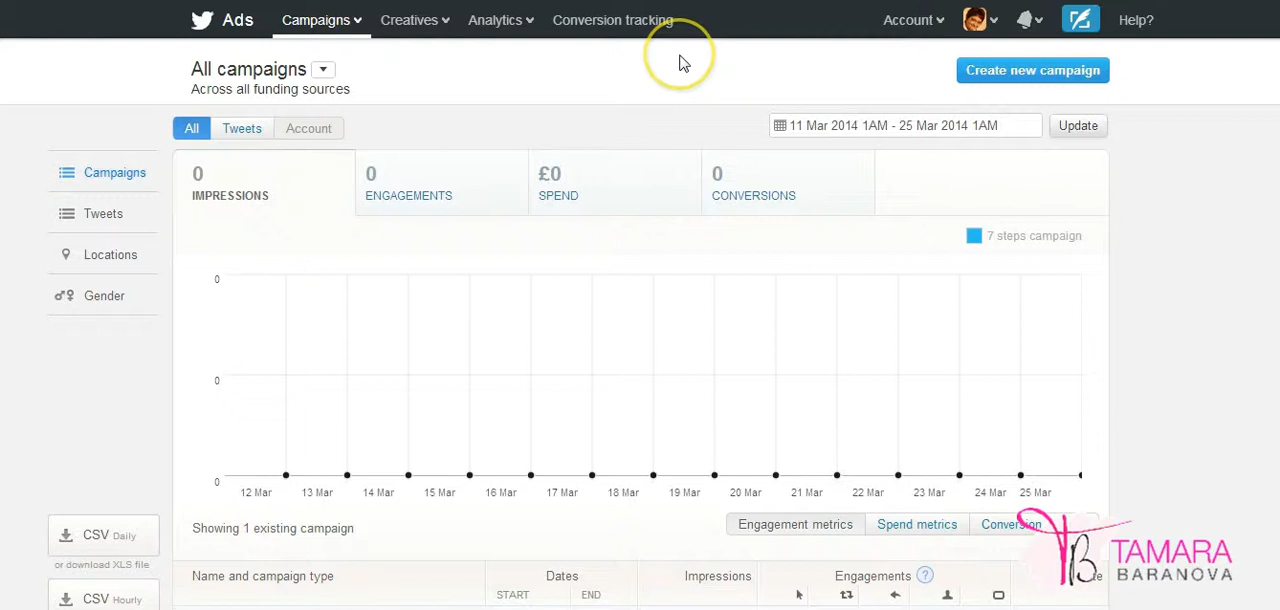 Ads Campaigns Creatives Analytics Conversion tracking Account Help?
All campaigns
Across all funding sources
Create new campaign
All Tweets Account
11 Mar 2014 1AM - 25 Mar 2014 1AM Update
Campaigns
Tweets
Locations
Gender
0 0 £0 0
IMPRESSIONS ENGAGEMENTS SPEND CONVERSIONS
7 steps campaign
0
0
0
12 Mar 13 Mar 14 Mar 15 Mar 16 Mar 17 Mar 18 Mar 19 Mar 20 Mar 21 Mar 22 Mar 23 Mar 24 Mar 25 Mar
Showing 1 existing campaign
Engagement metrics Spend metrics Conversion
CSV Daily
or download XLS file
CSV Hourly
Name and campaign type Dates Impressions Engagements ?
START END
TB TAMARA
BARANOVA